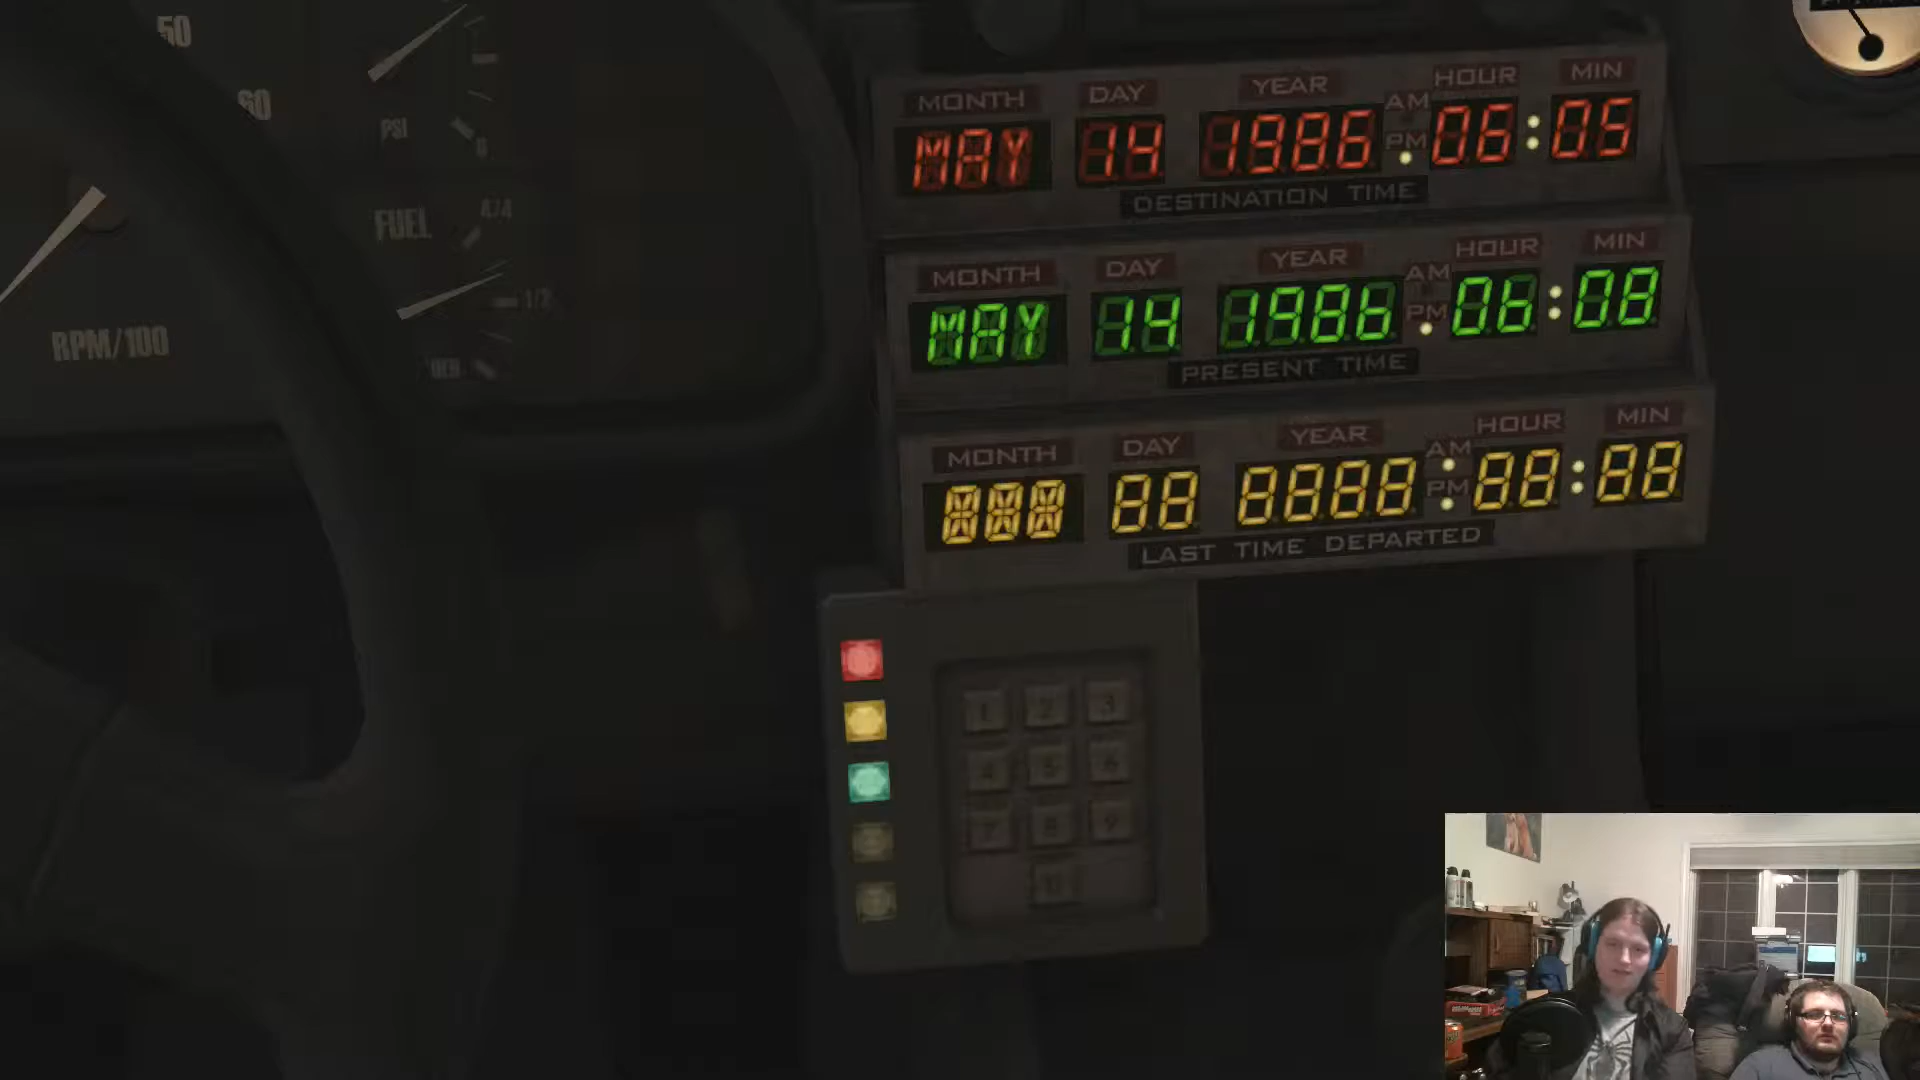 50
60
PSI
6
FUEL
4/4
1/2
RPM/100
MONTH DAY YEAR AM HOUR MIN
MAY 14 1986 PM 06:05
DESTINATION TIME
MONTH DAY YEAR AM HOUR MIN
MAY 14 1986 PM 06:08
PRESENT TIME
MONTH DAY YEAR AM HOUR MIN
88 8888 PM 88:88
LAST TIME DEPARTED
1 2 3
4 5 6
7 8 9
0